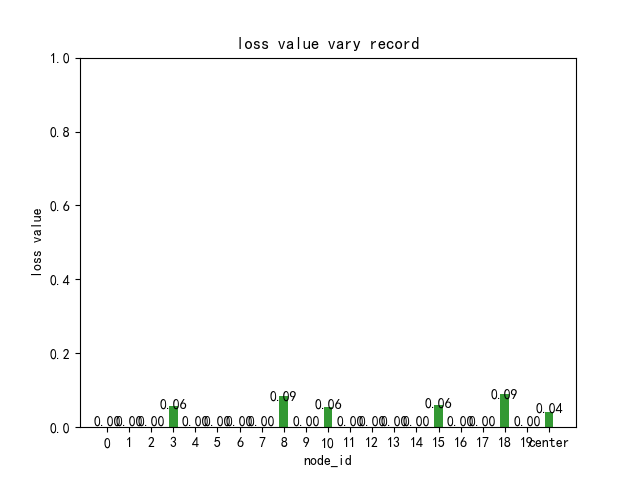 loss value vary record
1.0
0.8
0.6
0.4
0.2
0.0
loss value
0.00 0.00 0.00 0.06 0.00 0.00 0.00 0.00 0.09 0.00 0.06 0.00 0.00 0.00 0.00 0.06 0.00 0.00 0.09 0.00 0.04
0 1 2 3 4 5 6 7 8 9 10 11 12 13 14 15 16 17 18 19 center
node_id